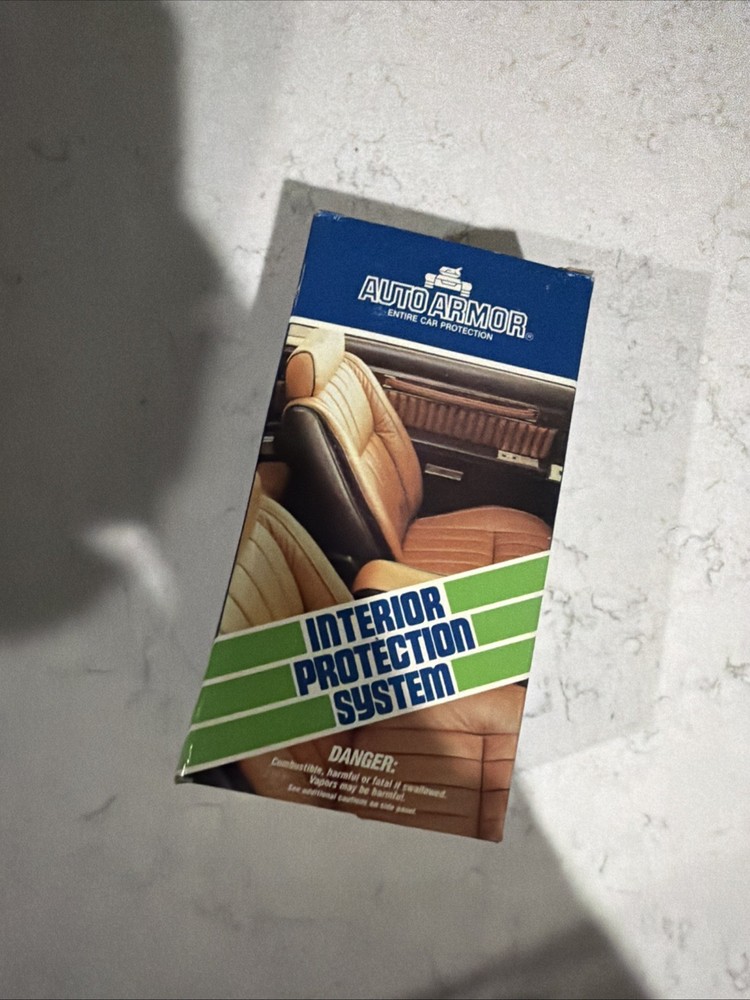 AUTO ARMOR®
ENTIRE CAR PROTECTION
INTERIOR
PROTECTION
SYSTEM
DANGER:
Combustible, harmful or fatal if swallowed.
Vapors may be harmful.
See additional cautions on side panel.